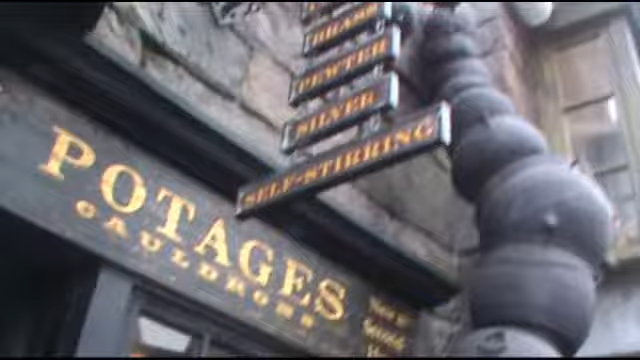 BRASS
PEWTER
SILVER
SELF-STIRRING
POTAGES
CAULDRONS